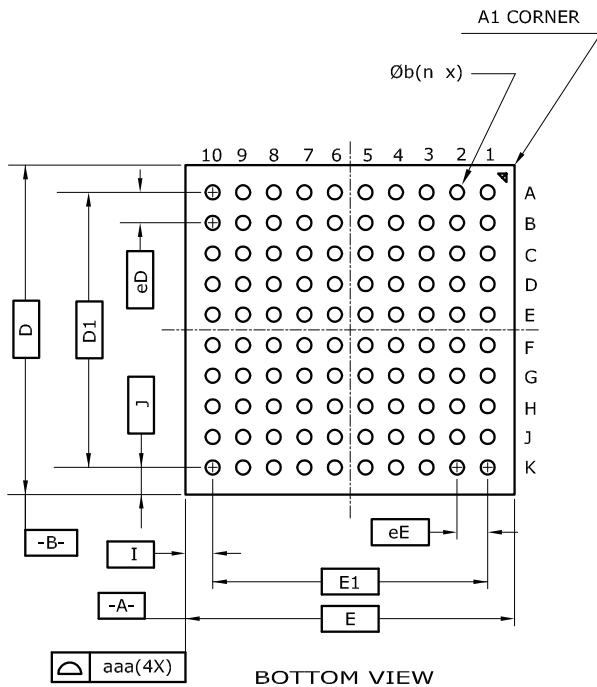 A1 CORNER
Øb(n x)
10 9 8 7 6 5 4 3 2 1
A
B
eD
C
D
E
D
D1
F
G
J
H
J
K
eE
-B-
I
E1
-A-
E
aaa(4X)
BOTTOM VIEW